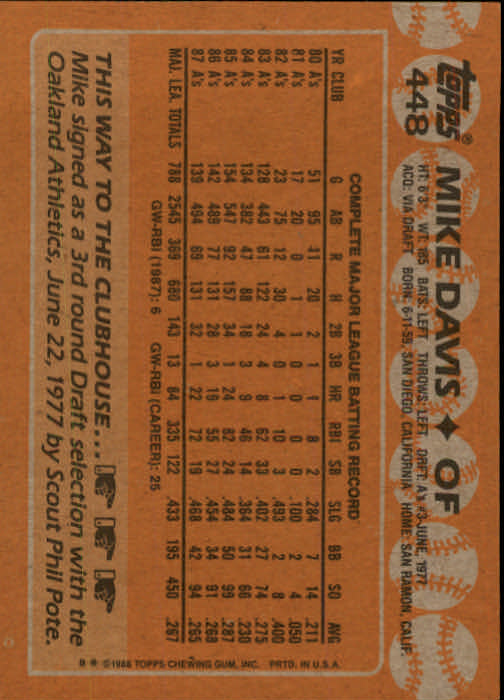 topps®
448
MIKE DAVIS ✦ OF
HT: 6'3" WT: 185 BATS: LEFT THROWS: LEFT DRAFT: A's #3-JUNE, 1977
ACQ: VIA DRAFT BORN: 6-11-59, SAN DIEGO, CALIFORNIA HOME: SAN RAMON, CALIF.
COMPLETE MAJOR LEAGUE BATTING RECORD
YR CLUB G AB R H 2B 3B HR RBI SB SLG BB SO AVG
80 A's 51 95 11 20 2 1 1 8 2 .284 7 14 .211
81 A's 17 20 0 1 1 0 0 0 0 .100 2 4 .050
82 A's 23 75 12 30 4 0 1 10 3 .493 2 8 .400
83 A's 128 443 61 122 24 4 8 62 33 .402 27 74 .275
84 A's 134 382 47 88 18 3 9 46 14 .364 31 66 .230
85 A's 154 547 92 157 34 1 24 82 24 .484 50 99 .287
86 A's 142 489 77 131 28 3 19 55 27 .454 34 91 .268
87 A's 139 494 69 131 32 1 22 72 19 .468 42 94 .265
MAJ. LEA. TOTALS 788 2545 369 680 143 13 84 335 122 .433 195 450 .267
GW-RBI (1987): 6 GW-RBI (CAREER): 25
THIS WAY TO THE CLUBHOUSE...
Mike signed as a 3rd round Draft selection with the
Oakland Athletics, June 22, 1977 by Scout Phil Pote.
B ✱ ©1988 TOPPS CHEWING GUM, INC. PRTD. IN U.S.A.